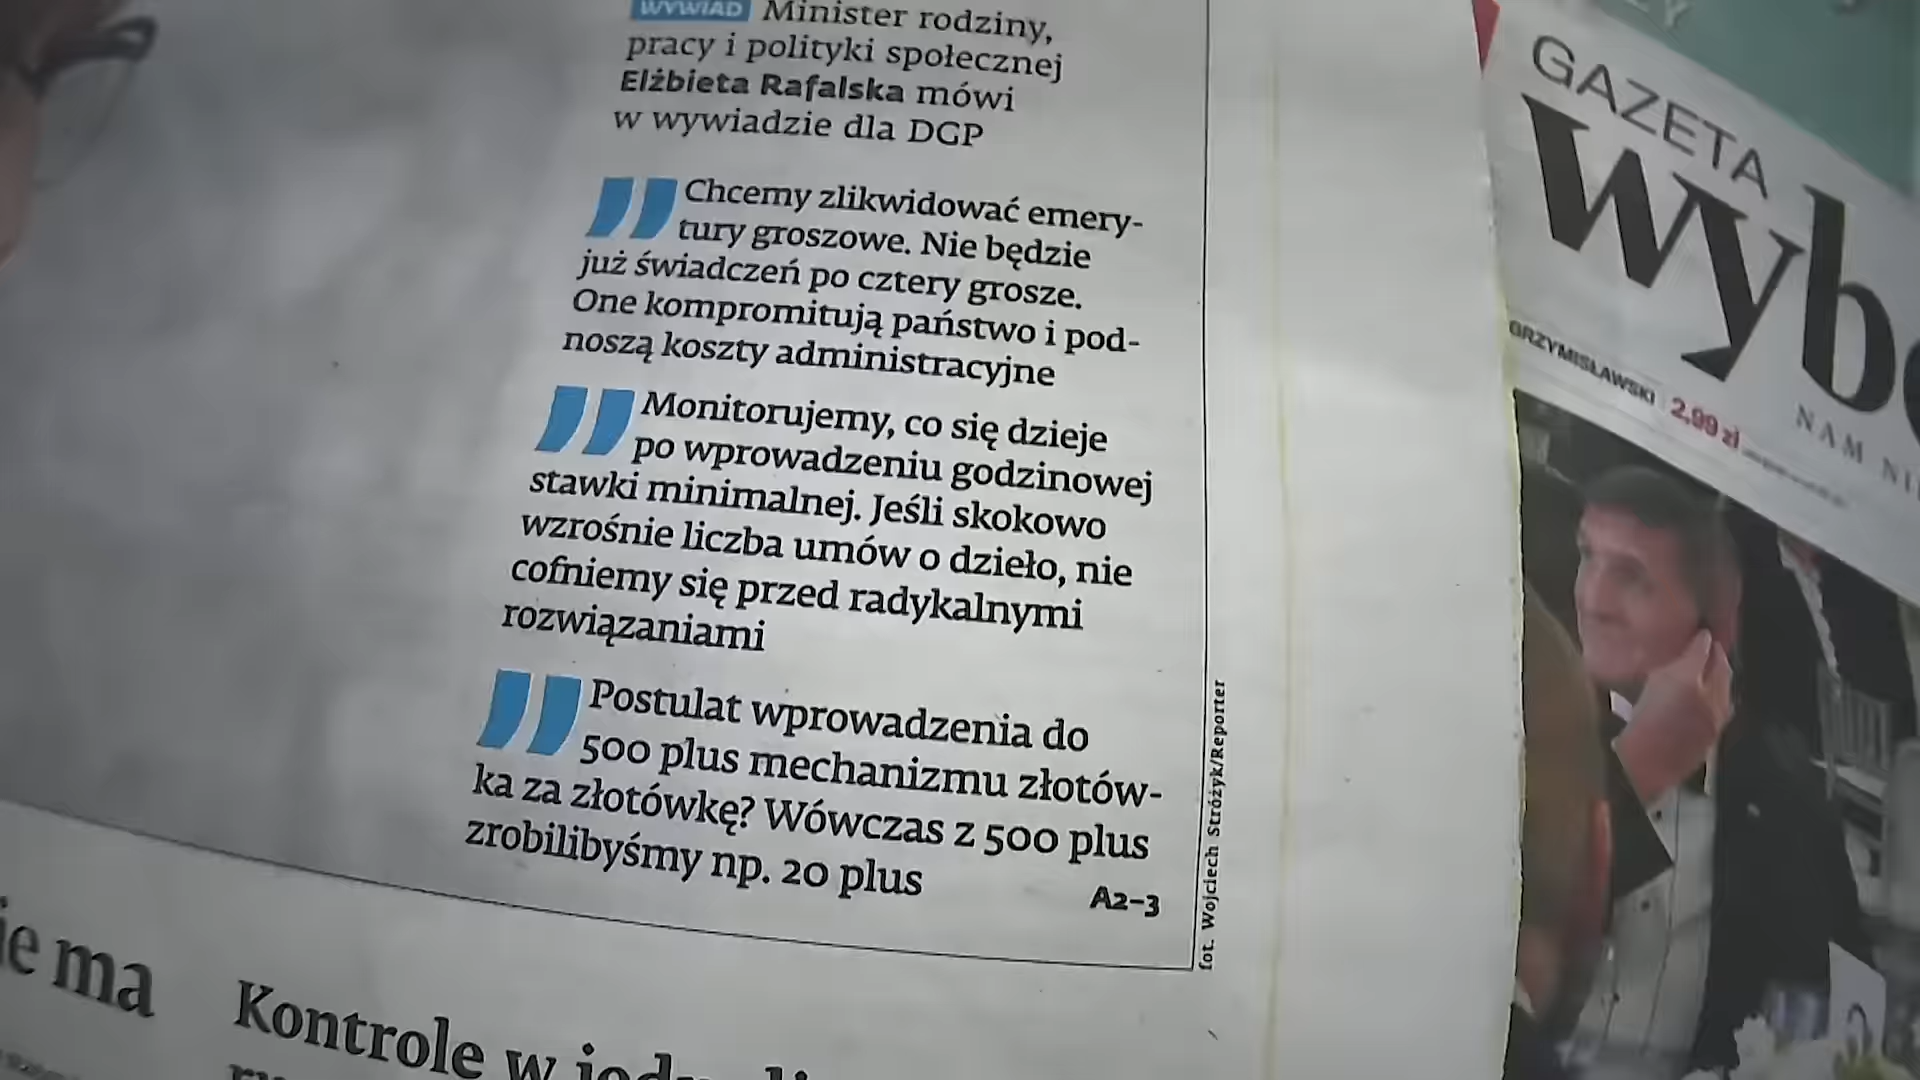 WYWIAD Minister rodziny,
pracy i polityki społecznej
Elżbieta Rafalska mówi
w wywiadzie dla DGP
Chcemy zlikwidować emery-
tury groszowe. Nie będzie
już świadczeń po cztery grosze.
One kompromitują państwo i pod-
noszą koszty administracyjne
Monitorujemy, co się dzieje
po wprowadzeniu godzinowej
stawki minimalnej. Jeśli skokowo
wzrośnie liczba umów o dzieło, nie
cofniemy się przed radykalnymi
rozwiązaniami
Postulat wprowadzenia do
500 plus mechanizmu złotów-
ka za złotówkę? Wówczas z 500 plus
zrobilibyśmy np. 20 plus
A2–3
fot. Wojciech Stróżyk/Reporter
ie ma
Kontrole w
GAZETA
wyb
GRZYMISŁAWSKI 2,99 zł
NAM NI